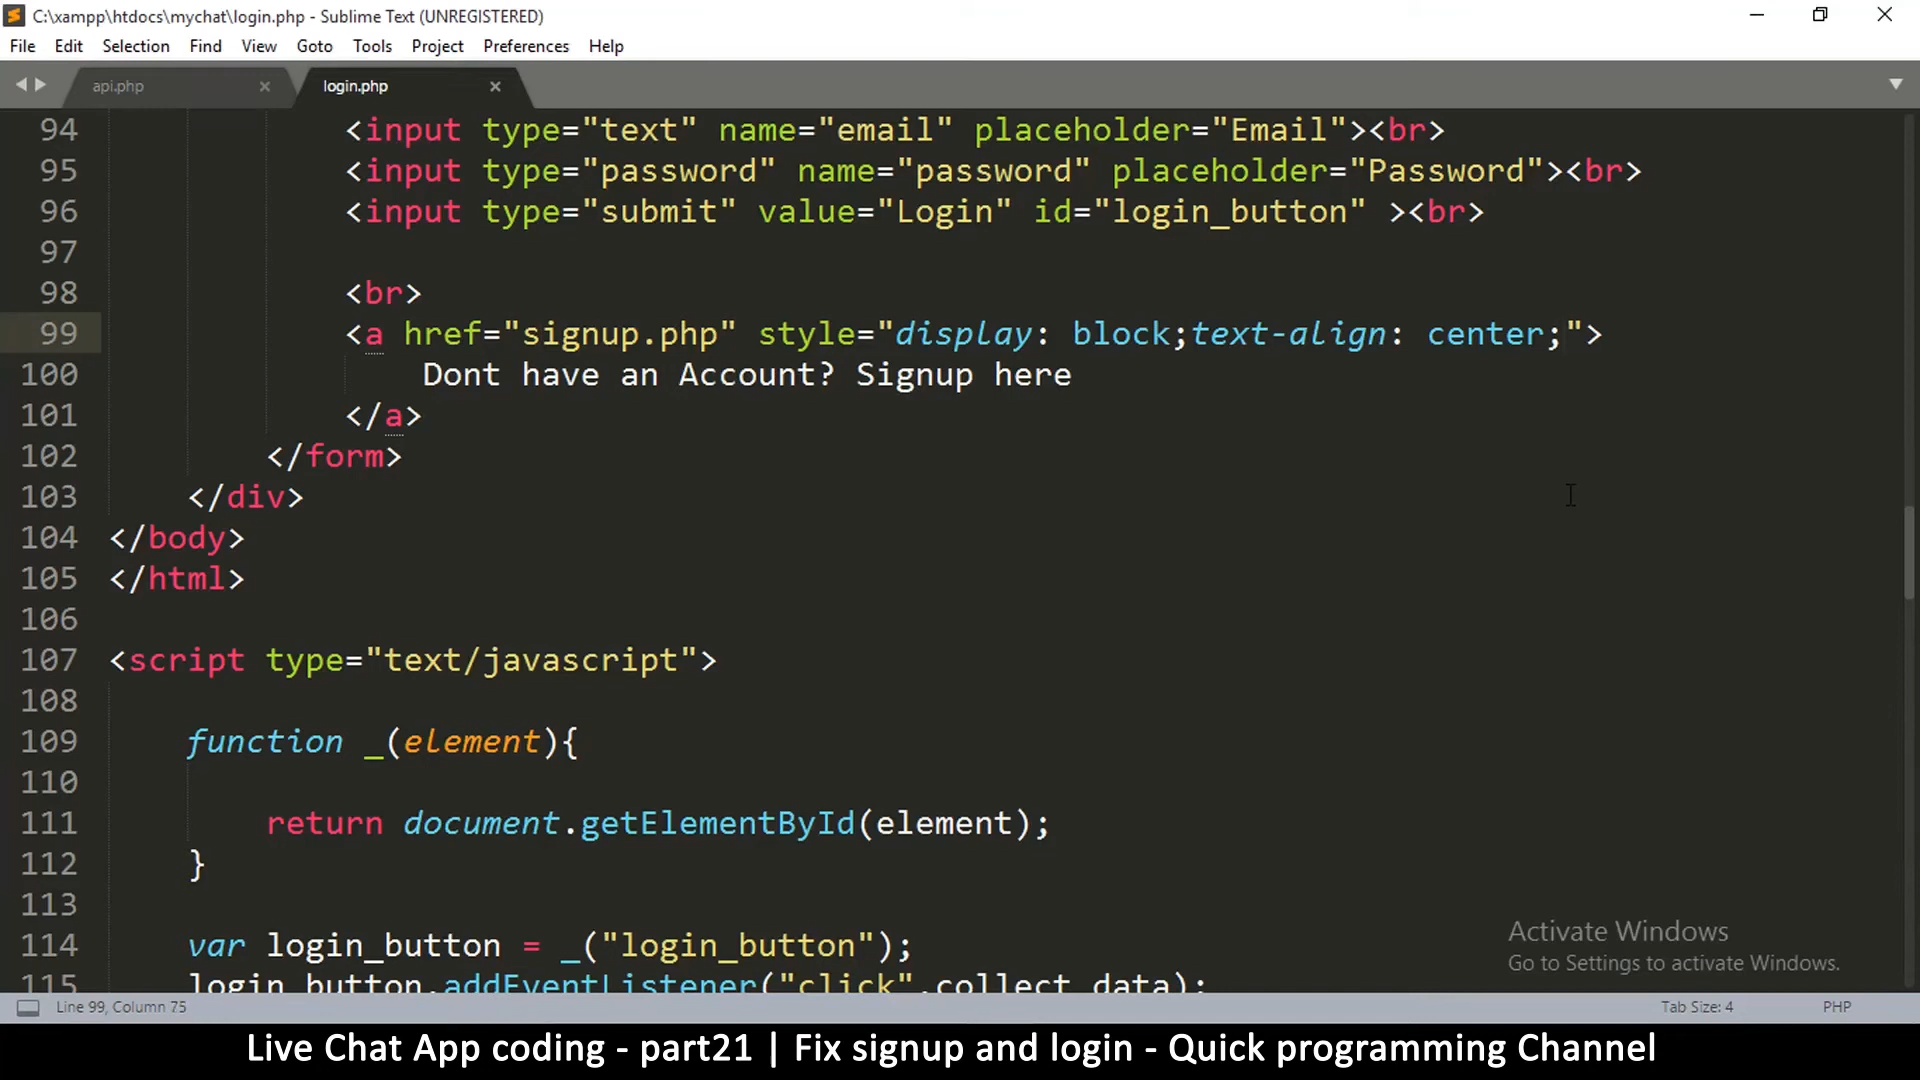 C:\xampp\htdocs\mychat\login.php - Sublime Text (UNREGISTERED)
File Edit Selection Find View Goto Tools Project Preferences Help
api.php login.php
94 <input type="text" name="email" placeholder="Email"><br>
95 <input type="password" name="password" placeholder="Password"><br>
96 <input type="submit" value="Login" id="login_button" ><br>
97
98 <br>
99 <a href="signup.php" style="display: block;text-align: center;">
100 Dont have an Account? Signup here
101 </a>
102 </form>
103 </div>
104 </body>
105 </html>
106
107 <script type="text/javascript">
108
109 function _(element){
110
111 return document.getElementById(element);
112 }
113
114 var login_button = _("login_button");
115 login_button.addEventListener("click",collect_data);
Activate Windows
Go to Settings to activate Windows.
Line 99, Column 75 Tab Size: 4 PHP
Live Chat App coding - part21 | Fix signup and login - Quick programming Channel